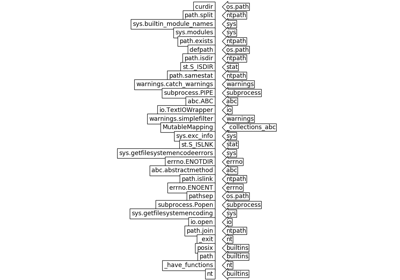 curdir os.path
path.split ntpath
sys.builtin_module_names sys
sys.modules sys
path.exists ntpath
defpath os.path
path.isdir ntpath
st.S_ISDIR stat
path.samestat ntpath
warnings.catch_warnings warnings
subprocess.PIPE subprocess
abc.ABC abc
io.TextIOWrapper io
warnings.simplefilter warnings
MutableMapping _collections_abc
sys.exc_info sys
st.S_ISLNK stat
sys.getfilesystemencodeerrors sys
errno.ENOTDIR errno
abc.abstractmethod abc
path.islink ntpath
errno.ENOENT errno
pathsep os.path
subprocess.Popen subprocess
sys.getfilesystemencoding sys
io.open io
path.join ntpath
_exit nt
posix builtins
path builtins
_have_functions nt
nt builtins